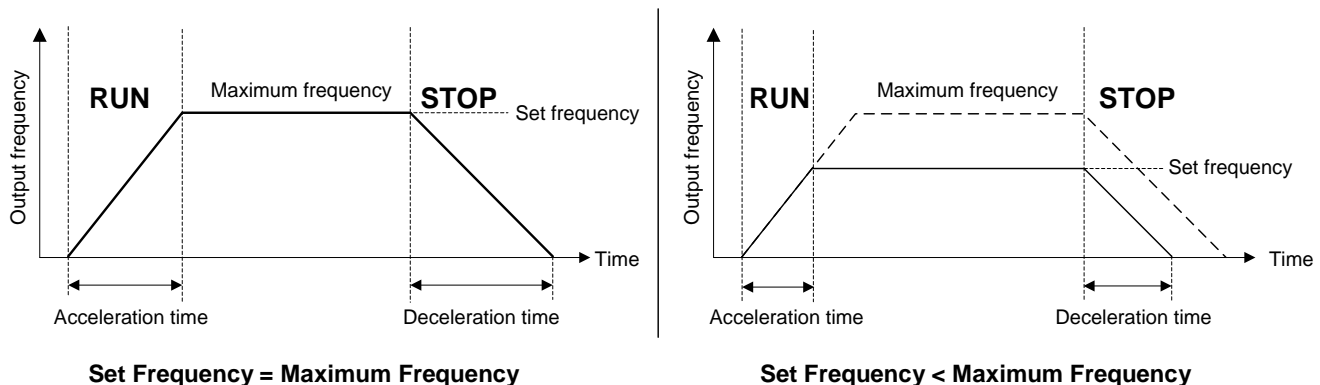 Output frequency
RUN
Maximum frequency
STOP
Set frequency
Time
Acceleration time
Deceleration time
Set Frequency = Maximum Frequency
Output frequency
RUN
Maximum frequency
STOP
Set frequency
Time
Acceleration time
Deceleration time
Set Frequency < Maximum Frequency